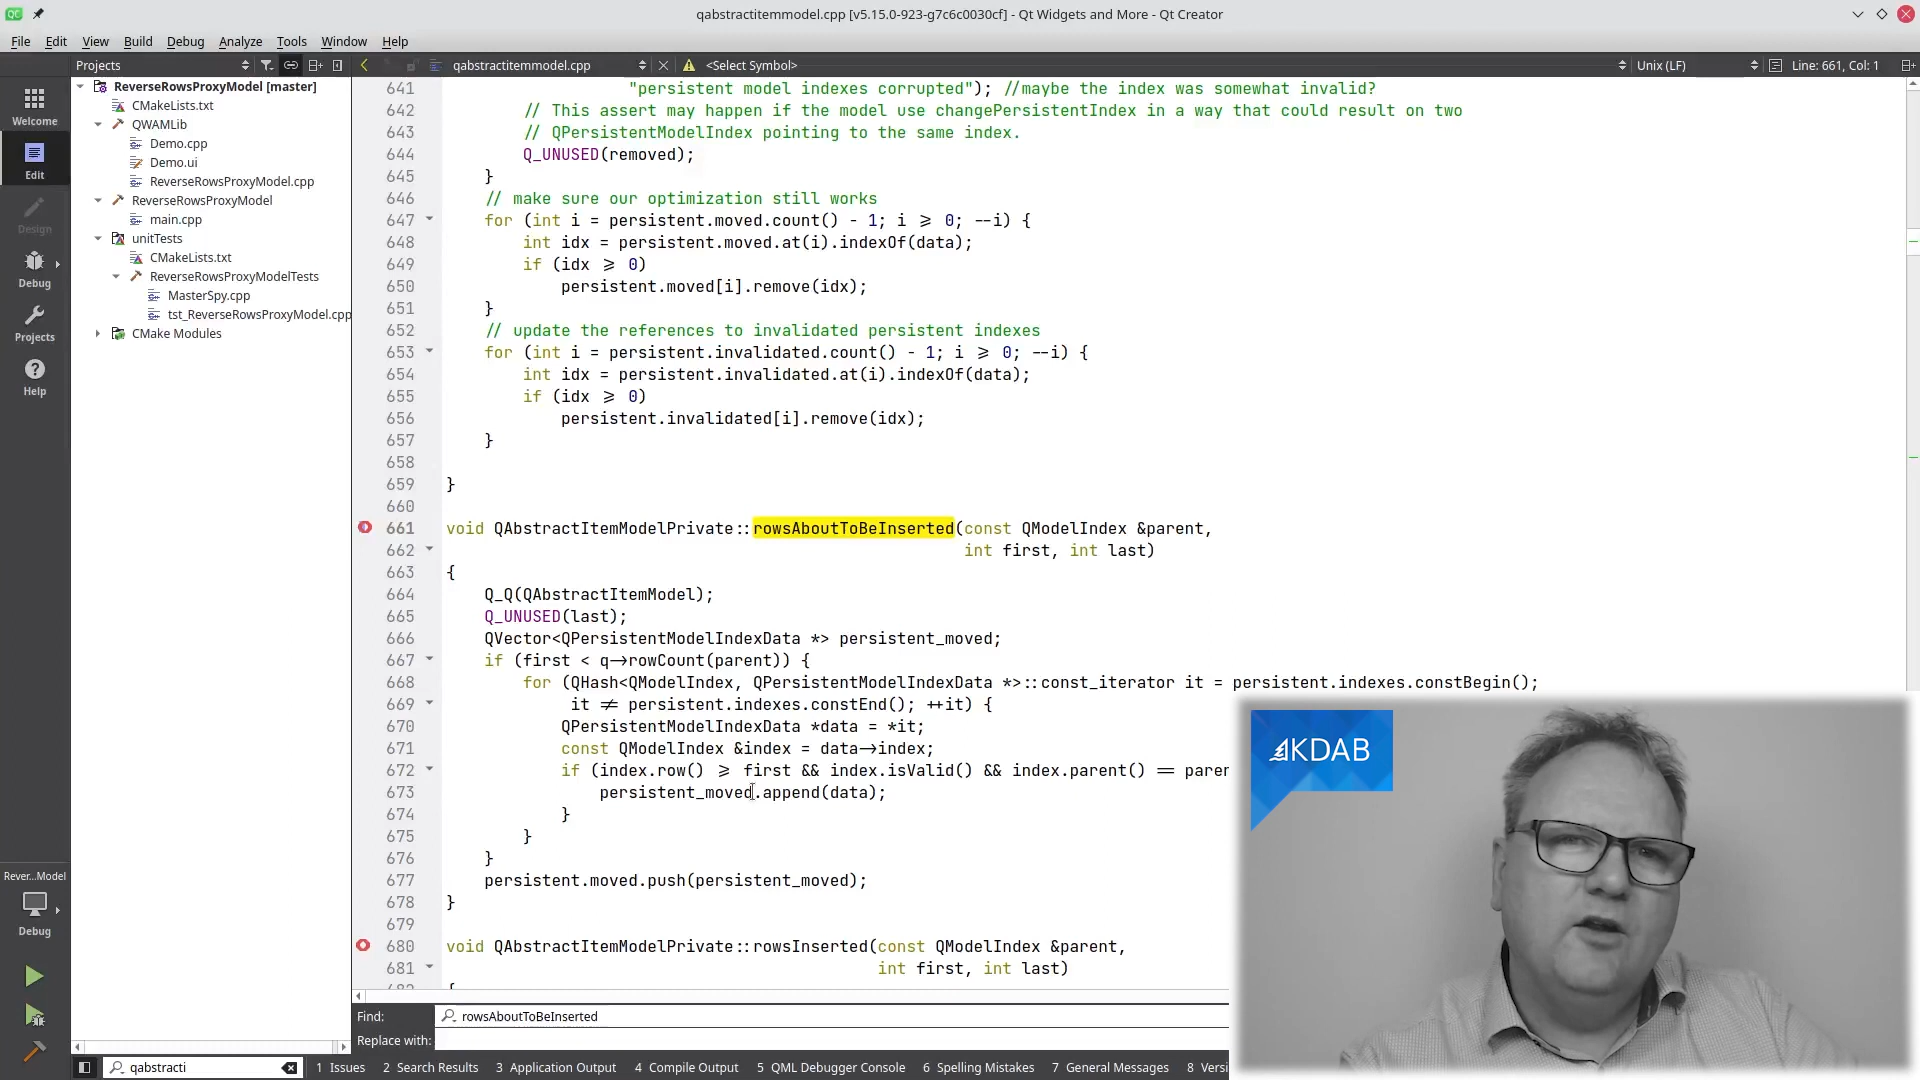 qabstractitemmodel.cpp [v5.15.0-923-g7c6c0030cf] - Qt Widgets and More - Qt Creator
File Edit View Build Debug Analyze Tools Window Help
Projects
qabstractitemmodel.cpp
<Select Symbol>
Unix (LF)
Line: 661, Col: 1
Welcome
Edit
Design
Debug
Projects
Help
Rever...Model
Debug
ReverseRowsProxyModel [master]
CMakeLists.txt
QWAMLib
Demo.cpp
Demo.ui
ReverseRowsProxyModel.cpp
ReverseRowsProxyModel
main.cpp
unitTests
CMakeLists.txt
ReverseRowsProxyModelTests
MasterSpy.cpp
tst_ReverseRowsProxyModel.cpp
CMake Modules
641 "persistent model indexes corrupted"); //maybe the index was somewhat invalid?
642 // This assert may happen if the model use changePersistentIndex in a way that could result on two
643 // QPersistentModelIndex pointing to the same index.
644 Q_UNUSED(removed);
645 }
646 // make sure our optimization still works
647 for (int i = persistent.moved.count() - 1; i >= 0; --i) {
648 int idx = persistent.moved.at(i).indexOf(data);
649 if (idx >= 0)
650 persistent.moved[i].remove(idx);
651 }
652 // update the references to invalidated persistent indexes
653 for (int i = persistent.invalidated.count() - 1; i >= 0; --i) {
654 int idx = persistent.invalidated.at(i).indexOf(data);
655 if (idx >= 0)
656 persistent.invalidated[i].remove(idx);
657 }
658
659 }
660
661 void QAbstractItemModelPrivate::rowsAboutToBeInserted(const QModelIndex &parent,
662 int first, int last)
663 {
664 Q_Q(QAbstractItemModel);
665 Q_UNUSED(last);
666 QVector<QPersistentModelIndexData *> persistent_moved;
667 if (first < q->rowCount(parent)) {
668 for (QHash<QModelIndex, QPersistentModelIndexData *>::const_iterator it = persistent.indexes.constBegin();
669 it != persistent.indexes.constEnd(); ++it) {
670 QPersistentModelIndexData *data = *it;
671 const QModelIndex &index = data->index;
672 if (index.row() >= first && index.isValid() && index.parent() == paren
673 persistent_moved.append(data);
674 }
675 }
676 }
677 persistent.moved.push(persistent_moved);
678 }
679
680 void QAbstractItemModelPrivate::rowsInserted(const QModelIndex &parent,
681 int first, int last)
682 {
KDAB
Find: rowsAboutToBeInserted
Replace with:
qabstracti
1 Issues 2 Search Results 3 Application Output 4 Compile Output 5 QML Debugger Console 6 Spelling Mistakes 7 General Messages 8 Versi